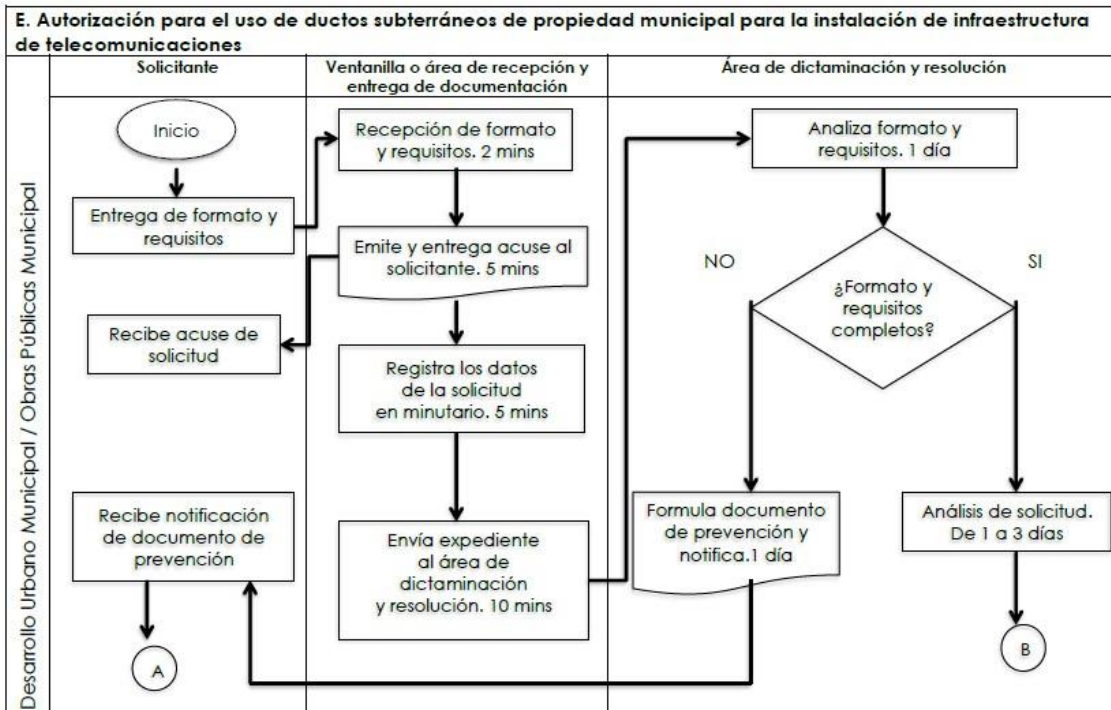 E. Autorización para el uso de ductos subterráneos de propiedad municipal para la instalación de infraestructura
de telecomunicaciones
Desarrollo Urbano Municipal / Obras Públicas Municipal
Solicitante
Inicio
Entrega de formato y
requisitos
Recibe acuse de
solicitud
Recibe notificación
de documento de
prevención
A
Ventanilla o área de recepción y
entrega de documentación
Recepción de formato
y requisitos. 2 mins
Emite y entrega acuse al
solicitante. 5 mins
Registra los datos
de la solicitud
en minutario. 5 mins
Envía expediente
al área de
dictaminación
y resolución. 10 mins
Área de dictaminación y resolución
Analiza formato y
requisitos. 1 día
NO
SI
¿Formato y
requisitos
completos?
Formula documento
de prevención y
notifica.1 día
Análisis de solicitud.
De 1 a 3 días
B